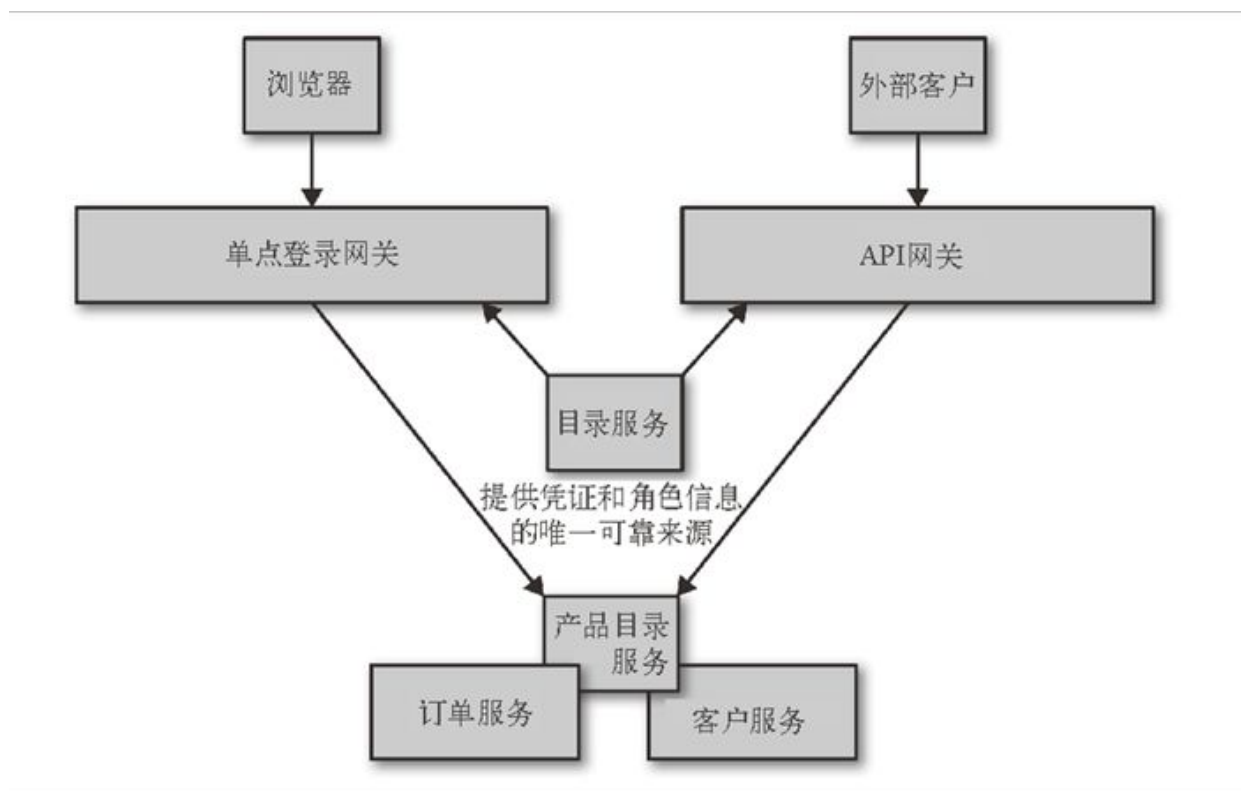 浏览器
外部客户
单点登录网关
API网关
目录服务
提供凭证和角色信息
的唯一可靠来源
产品目录
服务
订单服务
客户服务